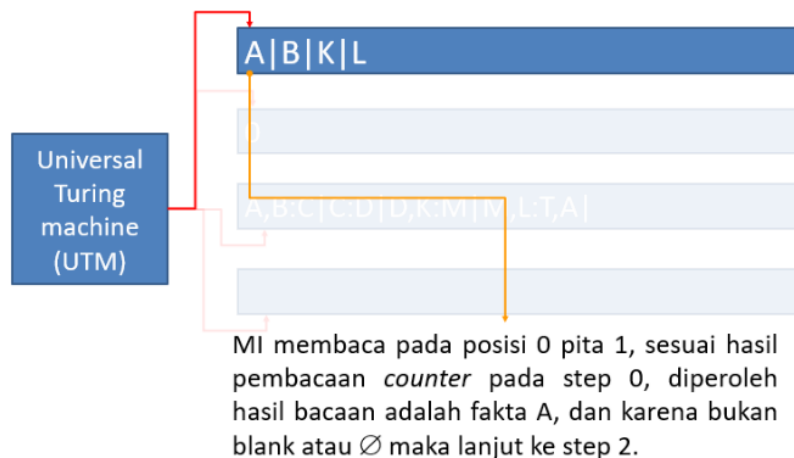 A|B|K|L
0
Universal
Turing
machine
(UTM)
A,B:C|C:D|D,K:M|M,L:T,A|
MI membaca pada posisi 0 pita 1, sesuai hasil
pembacaan counter pada step 0, diperoleh
hasil bacaan adalah fakta A, dan karena bukan
blank atau ∅ maka lanjut ke step 2.